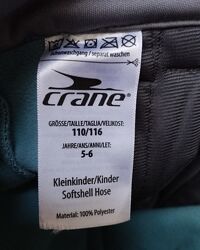 Schonwaschgang / separat waschen
CRANE®
GRÖSSE/TAILLE/TAGLIA/VELIKOST:
110/116
JAHRE/ANS/ANNI/LET:
5-6
Kleinkinder/Kinder
Softshell Hose
Material: 100% Polyester